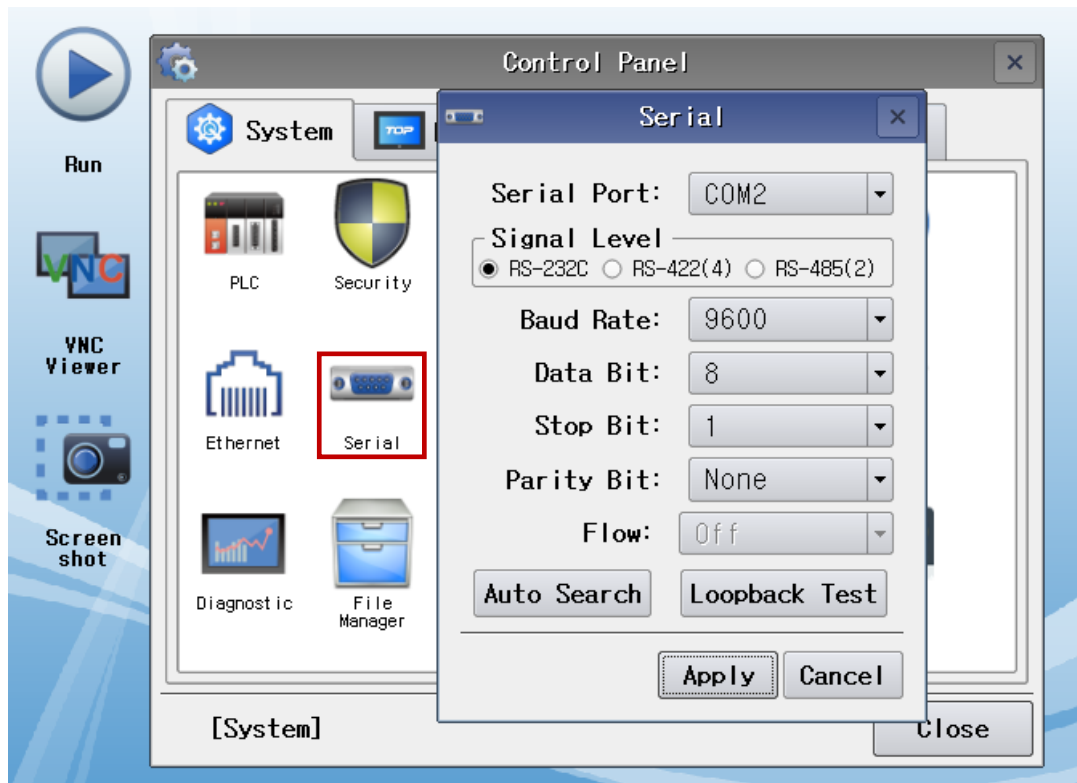 Run
VNC
VNC
Viewer
Screen
shot
Control Panel
System
TOP
PLC
Security
Ethernet
Serial
Diagnostic
File
Manager
[System]
Close
Serial
Serial Port: COM2
Signal Level
RS-232C RS-422(4) RS-485(2)
Baud Rate: 9600
Data Bit: 8
Stop Bit: 1
Parity Bit: None
Flow: Off
Auto Search Loopback Test
Apply Cancel